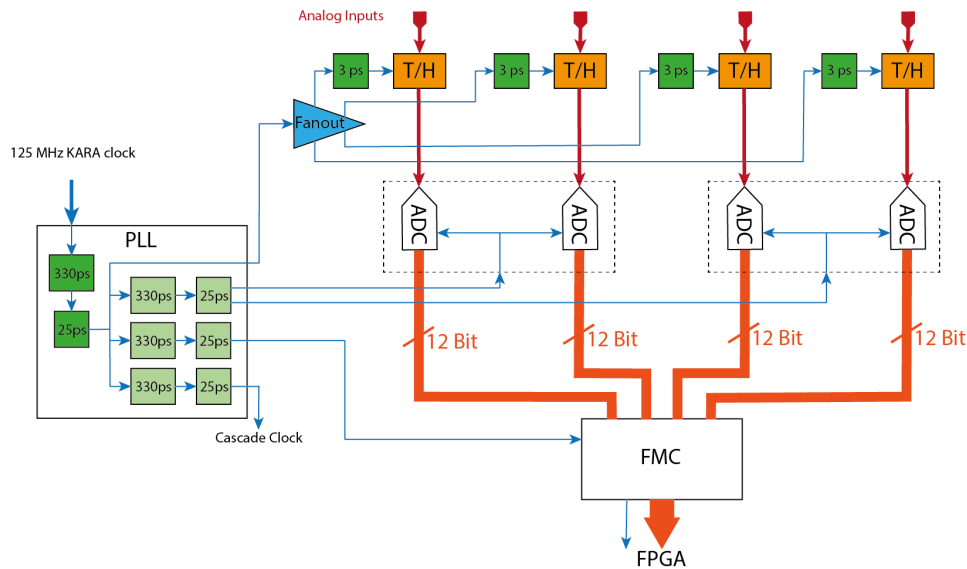 Analog Inputs
3 ps
T/H
3 ps
T/H
3 ps
T/H
3 ps
T/H
Fanout
125 MHz KARA clock
ADC
ADC
ADC
ADC
PLL
330ps
25ps
330ps
25ps
330ps
25ps
330ps
25ps
12 Bit
12 Bit
12 Bit
12 Bit
Cascade Clock
FMC
FPGA